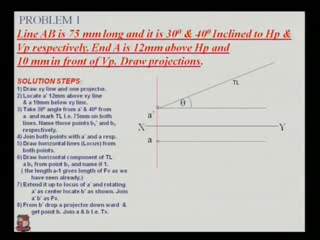 PROBLEM 1
Line AB is 75 mm long and it is 30⁰ & 40⁰ Inclined to Hp &
Vp respectively. End A is 12mm above Hp and
10 mm in front of Vp. Draw projections.
SOLUTION STEPS:
1) Draw xy line and one projector.
2) Locate a’ 12mm above xy line
& a 10mm below xy line.
3) Take 30⁰ angle from a’ & 40⁰ from
a and mark TL I.e. 75mm on both
lines. Name those points b₁’ and b₁
respectively.
4) Join both points with a’ and a resp.
5) Draw horizontal lines (Locus) from
both points.
6) Draw horizontal component of TL
a b₁ from point b₁ and name it 1.
( the length a-1 gives length of Fv as we
have seen already.)
7) Extend it up to locus of a’ and rotating
a’ as center locate b’ as shown. Join
a’ b’ as Fv.
8) From b’ drop a projector down ward &
get point b. Join a & b I.e. Tv.
TL
θ
a’
X
Y
a